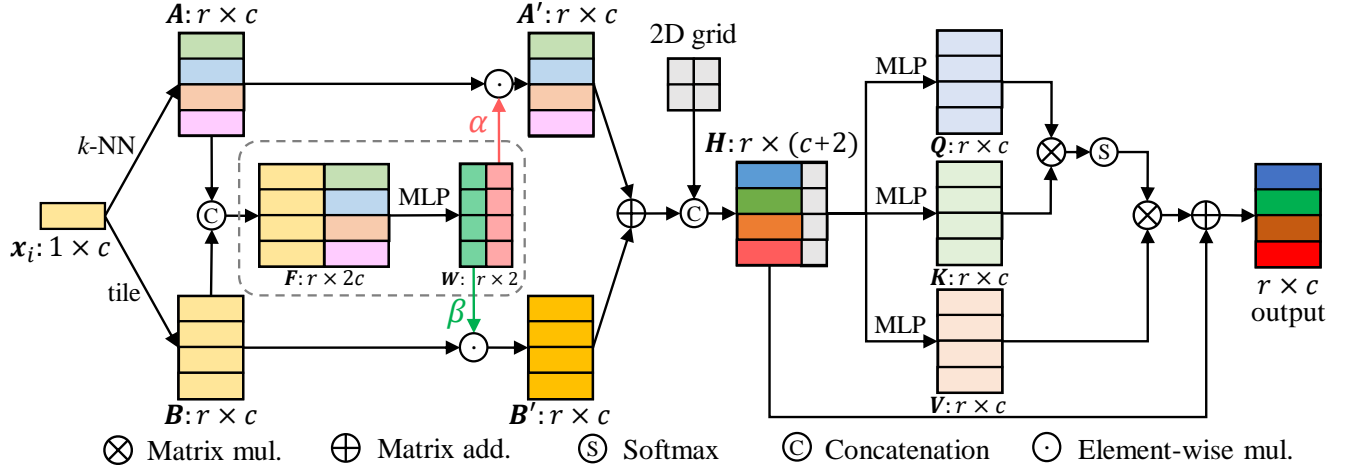 A: r × c
A′: r × c
2D grid
MLP
k-NN
α
Q: r × c
H: r × (c+2)
S
MLP
C
C
MLP
x_i: 1 × c
F: r × 2c
W: r × 2
K: r × c
tile
β
MLP
r × c
output
B: r × c
B′: r × c
V: r × c
Matrix mul.
Matrix add.
S Softmax
C Concatenation
Element-wise mul.